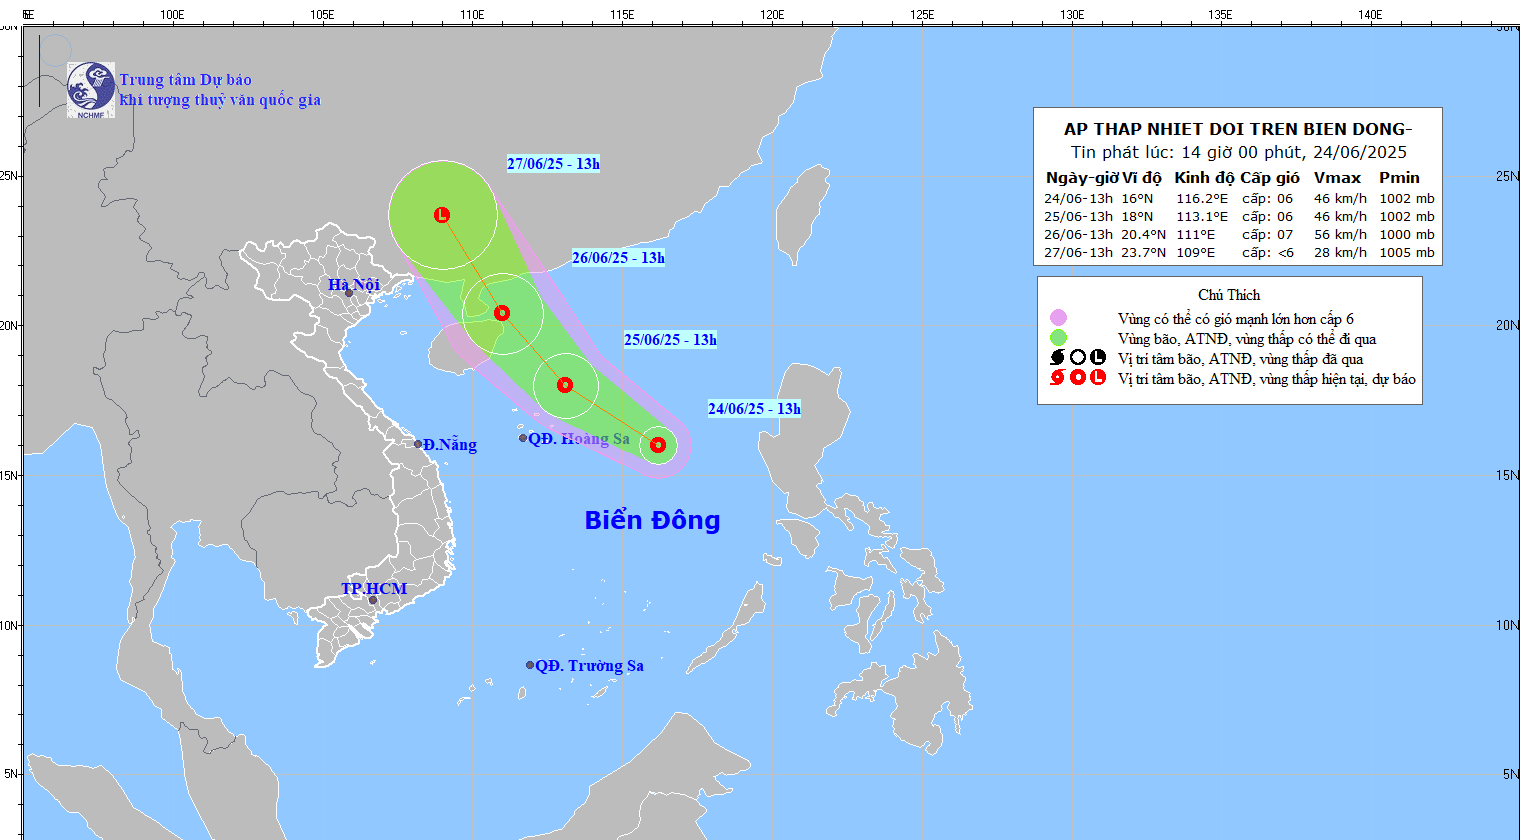 100E 105E 110E 115E 120E 125E 130E 135E 140E
Trung tâm Dự báo
khí tượng thuỷ văn quốc gia
NCHMF
AP THAP NHIET DOI TREN BIEN DONG-
Tin phát lúc: 14 giờ 00 phút, 24/06/2025
Ngày-giờ Vĩ độ Kinh độ Cấp gió Vmax Pmin
24/06-13h 16°N 116.2°E cấp: 06 46 km/h 1002 mb
25/06-13h 18°N 113.1°E cấp: 06 46 km/h 1002 mb
26/06-13h 20.4°N 111°E cấp: 07 56 km/h 1000 mb
27/06-13h 23.7°N 109°E cấp: <6 28 km/h 1005 mb
Chú Thích
Vùng có thể có gió mạnh lớn hơn cấp 6
Vùng bão, ATNĐ, vùng thấp có thể đi qua
L
Vị trí tâm bão, ATNĐ, vùng thấp đã qua
L
Vị trí tâm bão, ATNĐ, vùng thấp hiện tại, dự báo
27/06/25 - 13h
25N 25N
L
26/06/25 - 13h
Hà Nội
20N 20N
25/06/25 - 13h
24/06/25 - 13h
Đ.Nẵng
QĐ. Hoàng Sa
15N 15N
Biển Đông
TP.HCM
10N 10N
QĐ. Trường Sa
5N 5N